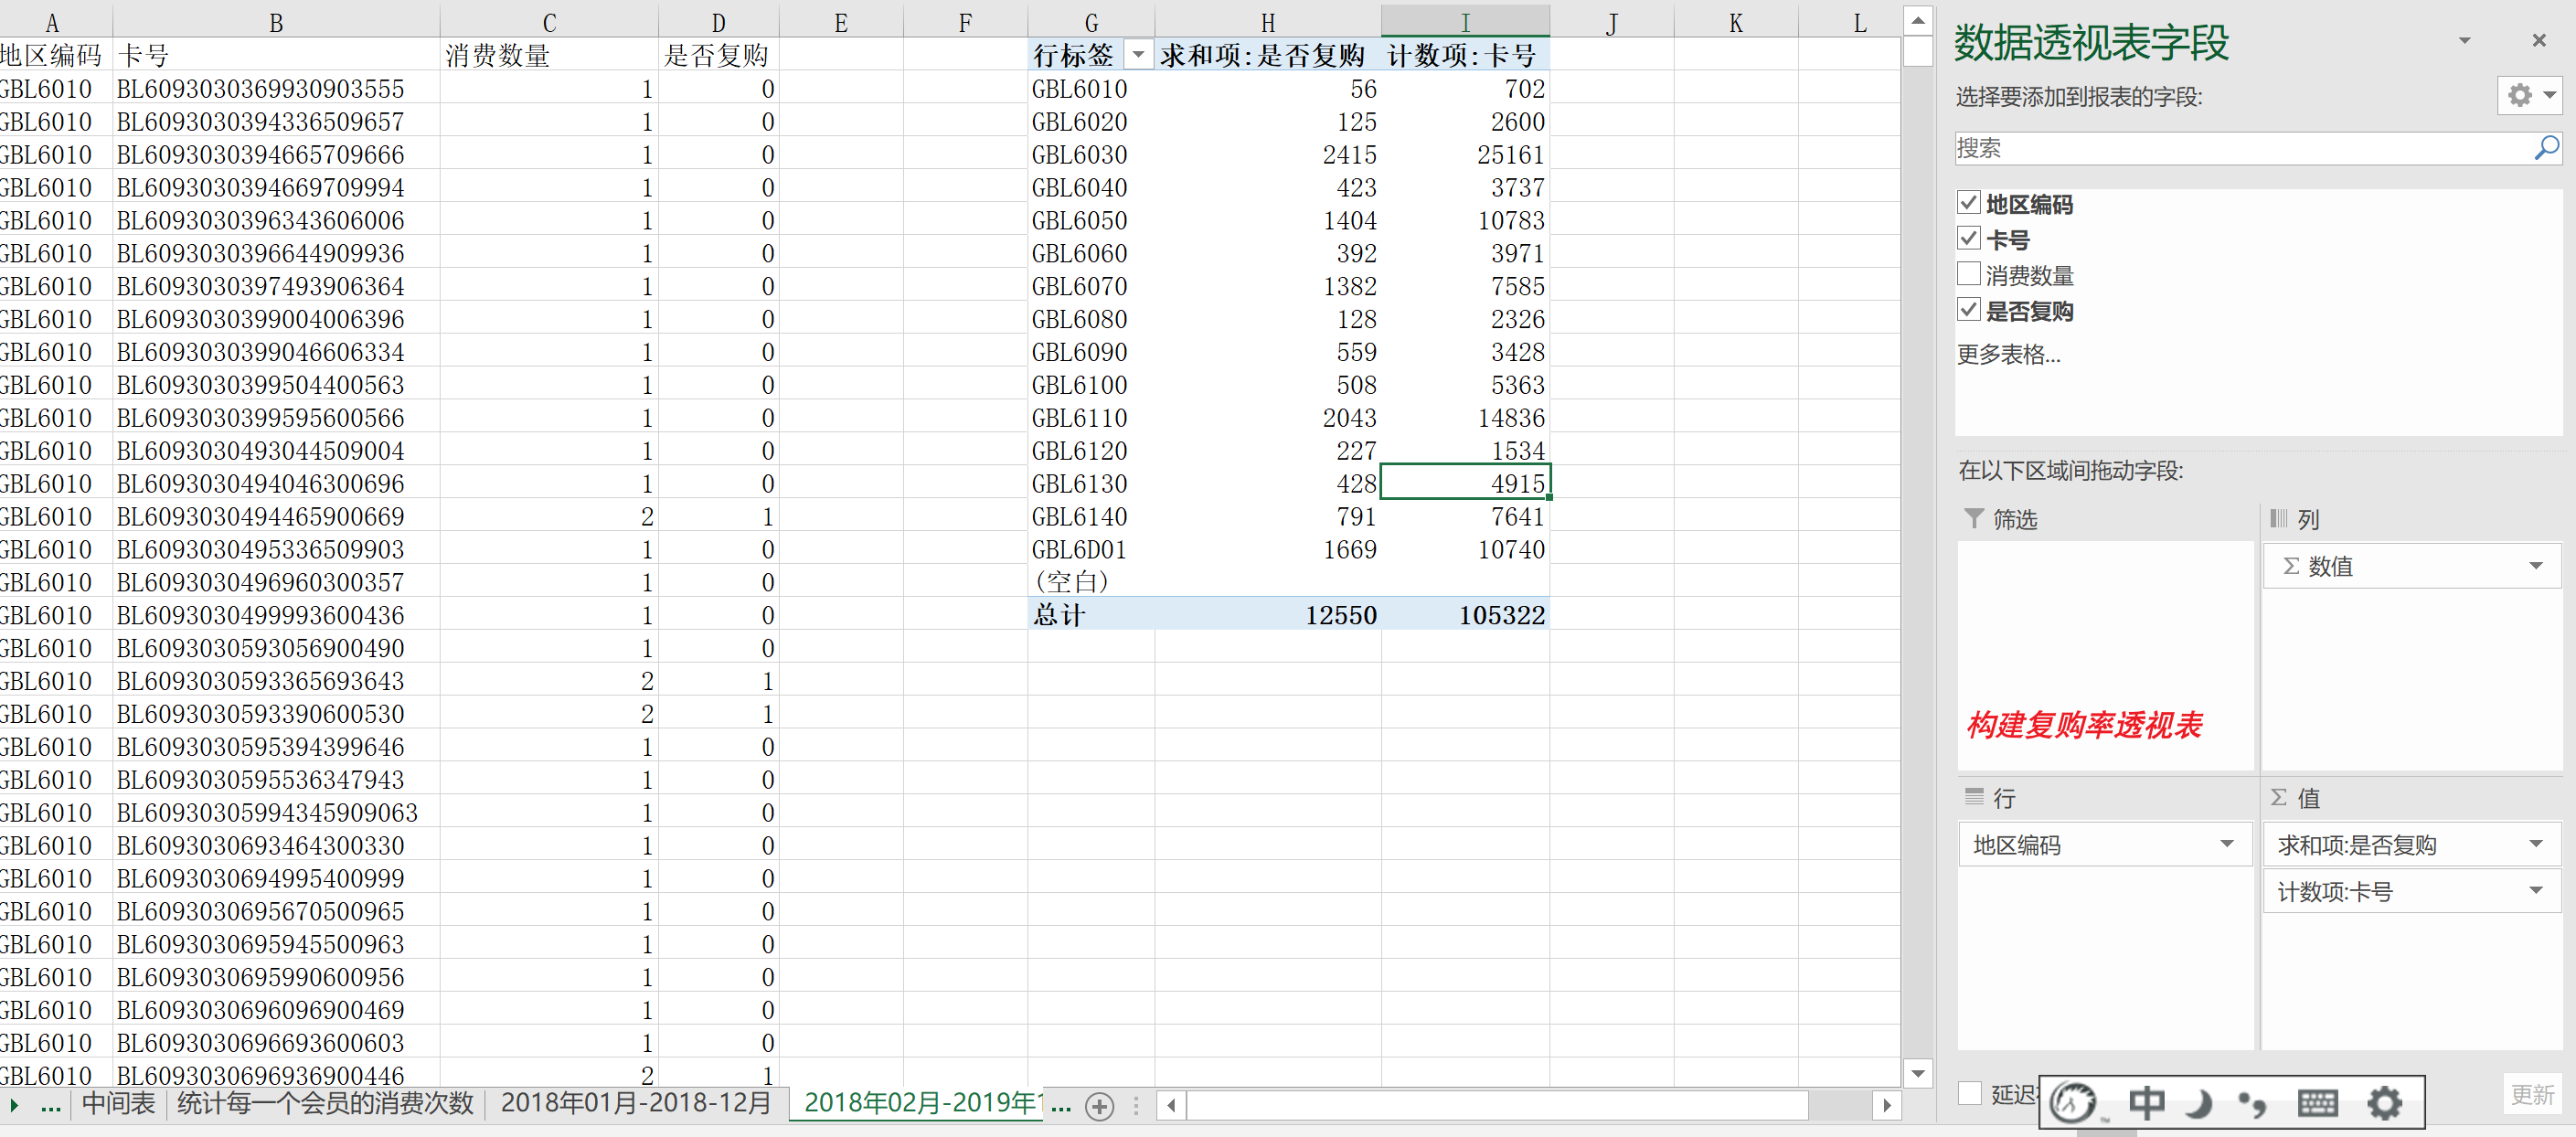 A B C D E F G H I J K L
地区编码 卡号 消费数量 是否复购 行标签 求和项:是否复购 计数项:卡号
GBL6010 BL6093030369930903555 1 0 GBL6010 56 702
GBL6010 BL6093030394336509657 1 0 GBL6020 125 2600
GBL6010 BL6093030394665709666 1 0 GBL6030 2415 25161
GBL6010 BL6093030394669709994 1 0 GBL6040 423 3737
GBL6010 BL6093030396343606006 1 0 GBL6050 1404 10783
GBL6010 BL6093030396644909936 1 0 GBL6060 392 3971
GBL6010 BL6093030397493906364 1 0 GBL6070 1382 7585
GBL6010 BL6093030399004006396 1 0 GBL6080 128 2326
GBL6010 BL6093030399046606334 1 0 GBL6090 559 3428
GBL6010 BL6093030399504400563 1 0 GBL6100 508 5363
GBL6010 BL6093030399595600566 1 0 GBL6110 2043 14836
GBL6010 BL6093030493044509004 1 0 GBL6120 227 1534
GBL6010 BL6093030494046300696 1 0 GBL6130 428 4915
GBL6010 BL6093030494465900669 2 1 GBL6140 791 7641
GBL6010 BL6093030495336509903 1 0 GBL6D01 1669 10740
GBL6010 BL6093030496960300357 1 0 (空白)
GBL6010 BL6093030499993600436 1 0 总计 12550 105322
GBL6010 BL6093030593056900490 1 0
GBL6010 BL6093030593365693643 2 1
GBL6010 BL6093030593390600530 2 1
GBL6010 BL6093030595394399646 1 0
GBL6010 BL6093030595536347943 1 0
GBL6010 BL60930305994345909063 1 0
GBL6010 BL6093030693464300330 1 0
GBL6010 BL6093030694995400999 1 0
GBL6010 BL6093030695670500965 1 0
GBL6010 BL6093030695945500963 1 0
GBL6010 BL6093030695990600956 1 0
GBL6010 BL6093030696096900469 1 0
GBL6010 BL6093030696693600603 1 0
GBL6010 BL6093030696936900446 2 1
... 中间表 统计每一个会员的消费次数 2018年01月-2018-12月 2018年02月-2019年1 ...
数据透视表字段
选择要添加到报表的字段:
搜索
地区编码
卡号
消费数量
是否复购
更多表格...
在以下区域间拖动字段:
筛选
列
Σ 数值
构建复购率透视表
行
Σ 值
地区编码
求和项:是否复购
计数项:卡号
延迟
中
更新